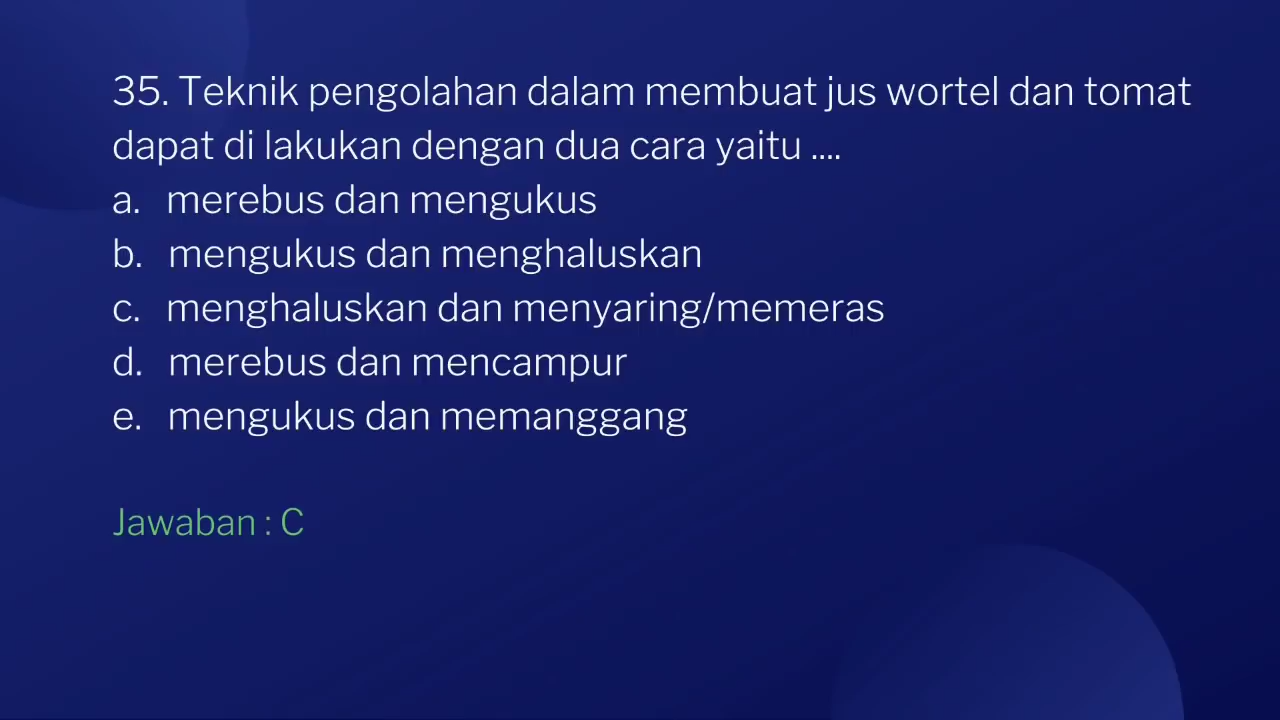 35. Teknik pengolahan dalam membuat jus wortel dan tomat
dapat di lakukan dengan dua cara yaitu ....
a. merebus dan mengukus
b. mengukus dan menghaluskan
c. menghaluskan dan menyaring/memeras
d. merebus dan mencampur
e. mengukus dan memanggang
Jawaban : C